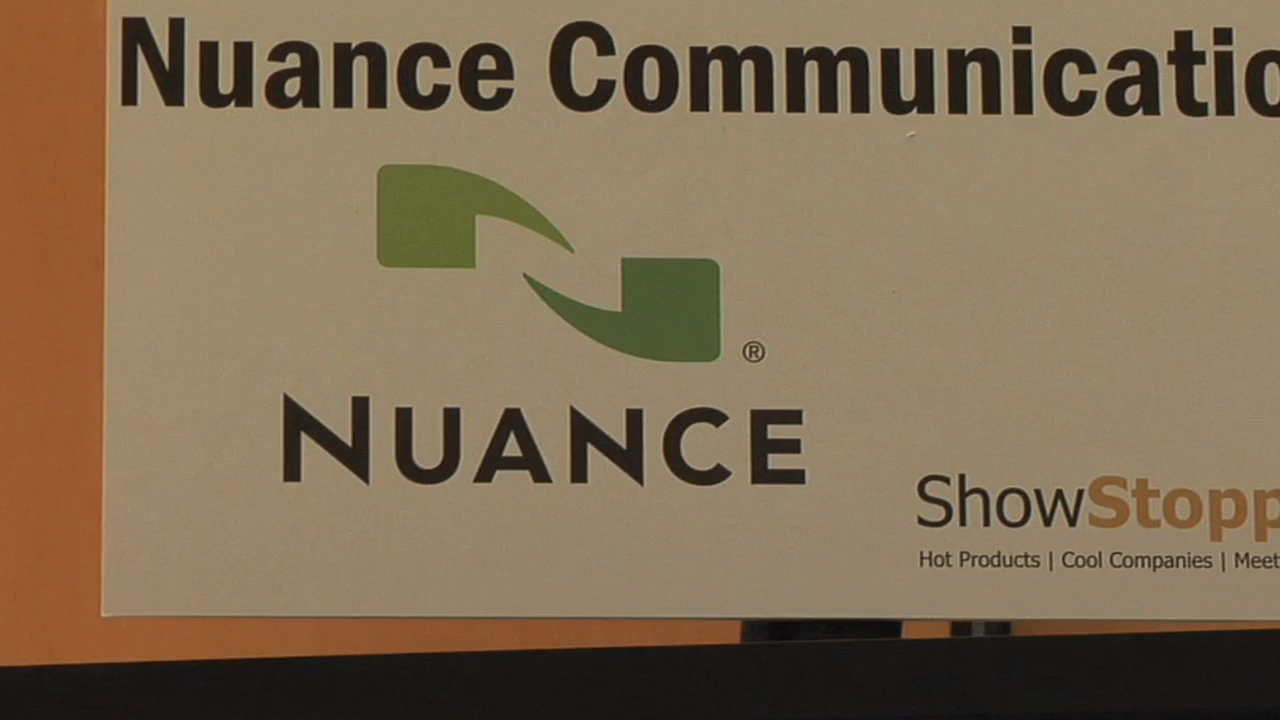 Nuance Communicatio
®
NUANCE
ShowStopp
Hot Products | Cool Companies | Meet